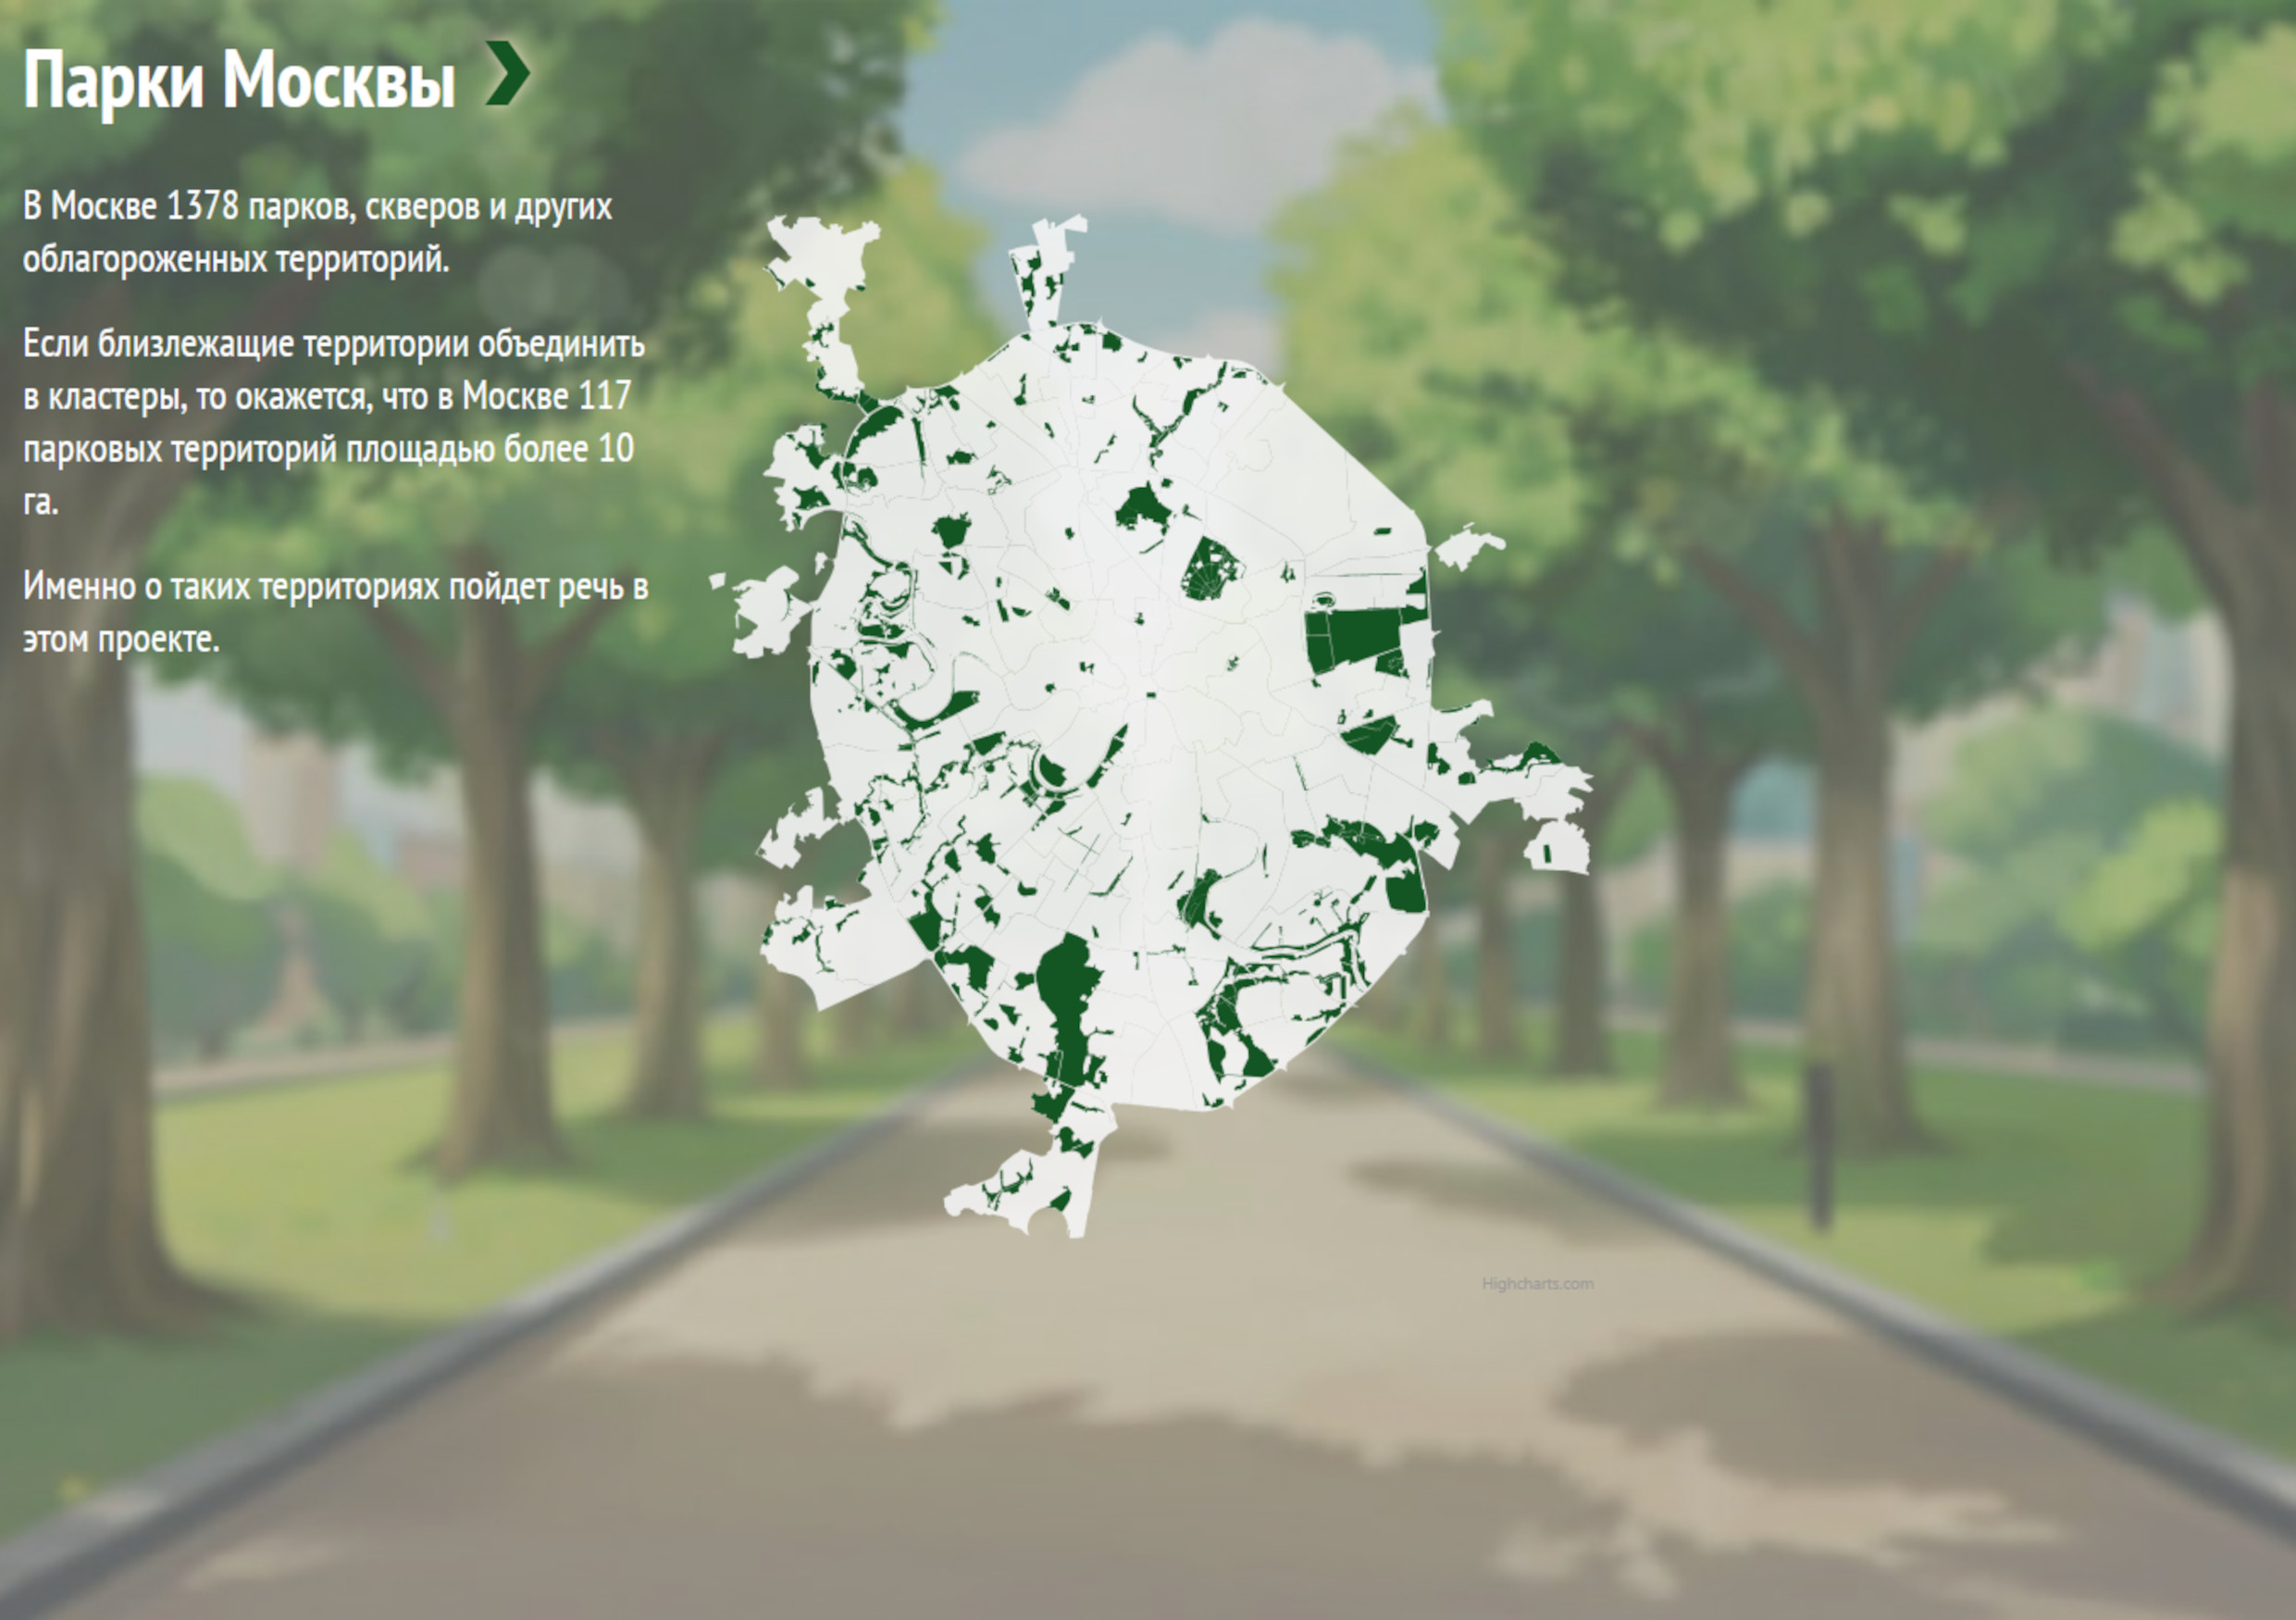 Парки Москвы
В Москве 1378 парков, скверов и других
облагороженных территорий.
Если близлежащие территории объединить
в кластеры, то окажется, что в Москве 117
парковых территорий площадью более 10
га.
Именно о таких территориях пойдет речь в
этом проекте.
Highcharts.com